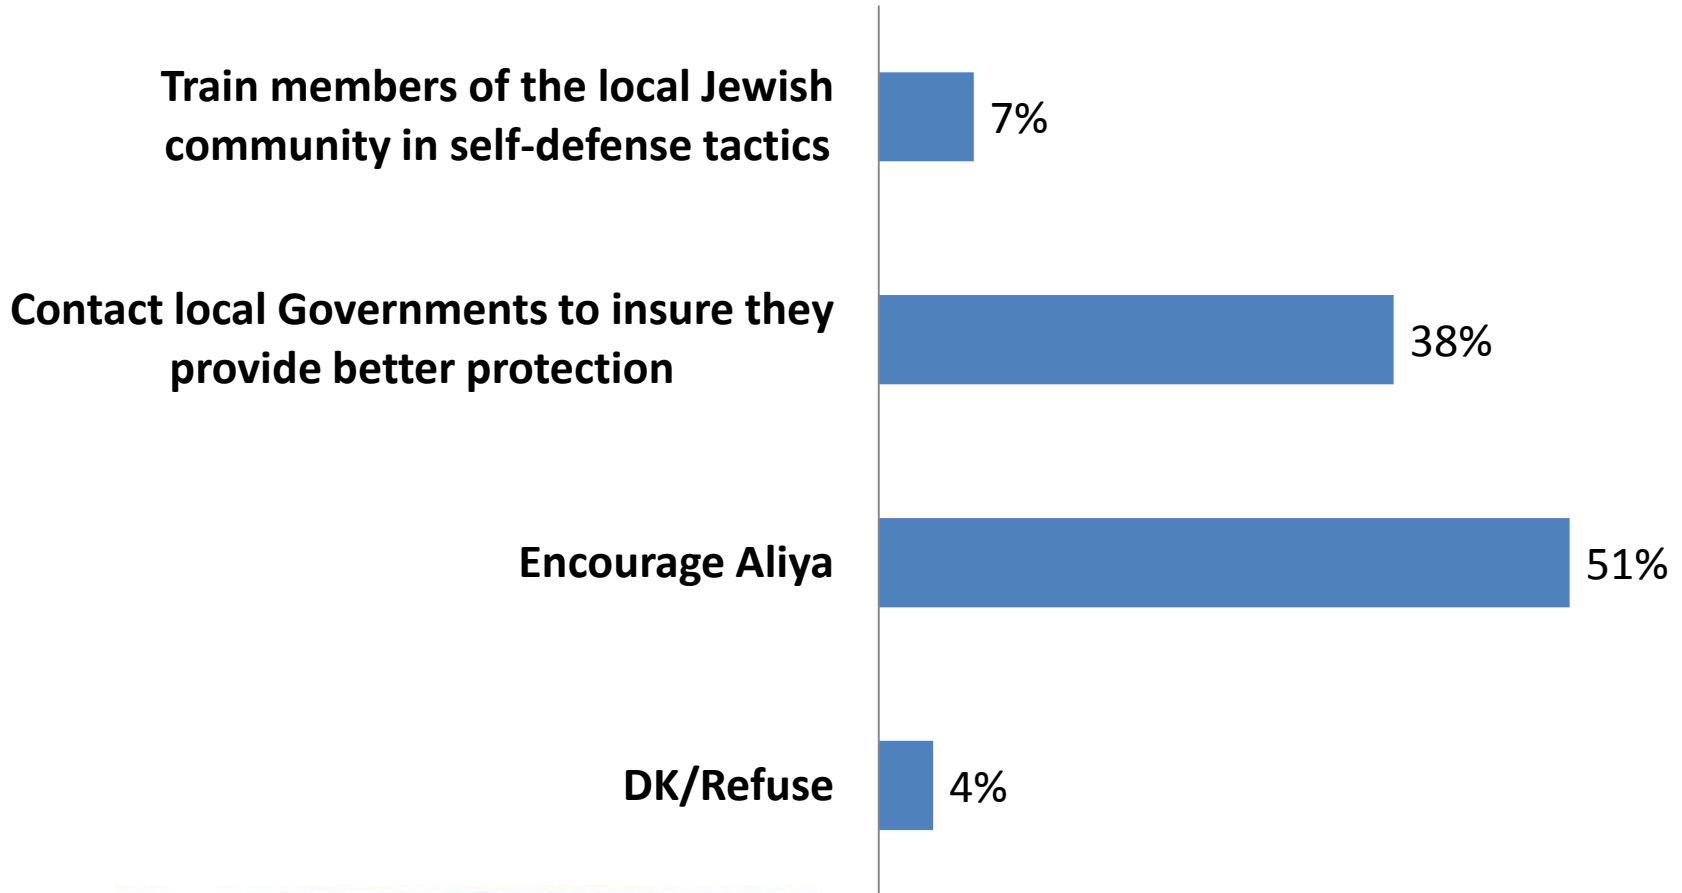 Train members of the local Jewish
community in self-defense tactics
7%
Contact local Governments to insure they
provide better protection
38%
Encourage Aliya
51%
DK/Refuse
4%